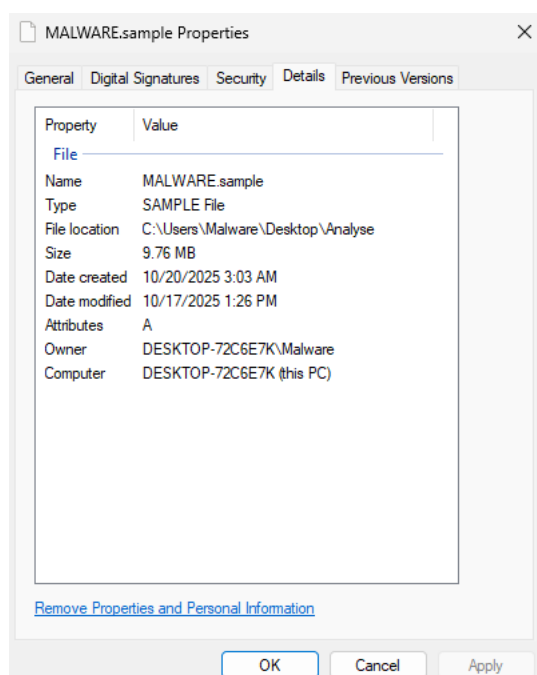 MALWARE.sample Properties
General Digital Signatures Security Details Previous Versions
Property Value
File
Name MALWARE.sample
Type SAMPLE File
File location C:\Users\Malware\Desktop\Analyse
Size 9.76 MB
Date created 10/20/2025 3:03 AM
Date modified 10/17/2025 1:26 PM
Attributes A
Owner DESKTOP-72C6E7K\Malware
Computer DESKTOP-72C6E7K (this PC)
Remove Properties and Personal Information
OK Cancel Apply